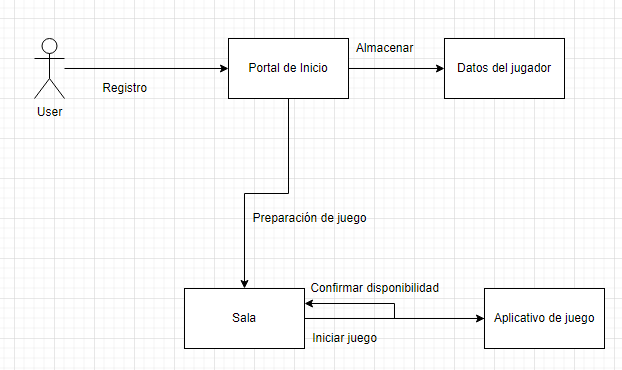 Almacenar
Portal de Inicio
Datos del jugador
Registro
User
Preparación de juego
Confirmar disponibilidad
Sala
Aplicativo de juego
Iniciar juego